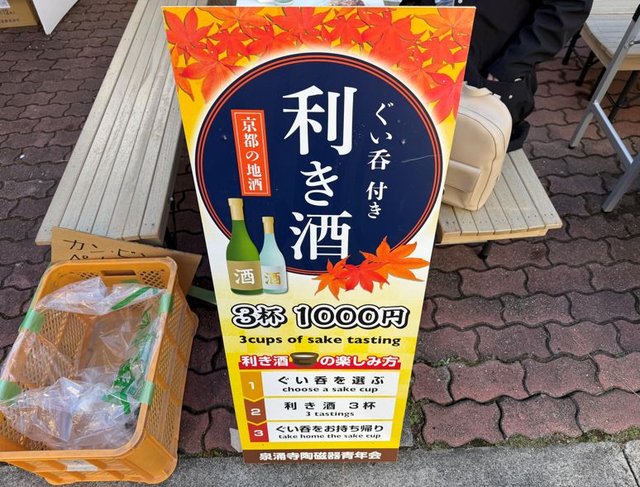 ぐい呑 付き
利き酒
京都の地酒
酒
酒
3杯 1000円
3cups of sake tasting
利き酒の楽しみ方
1 ぐい呑を選ぶ
choose a sake cup
2 利き酒 3杯
3 tastings
3 ぐい呑をお持ち帰り
take home the sake cup
泉涌寺陶磁器青年会
カン・ビン